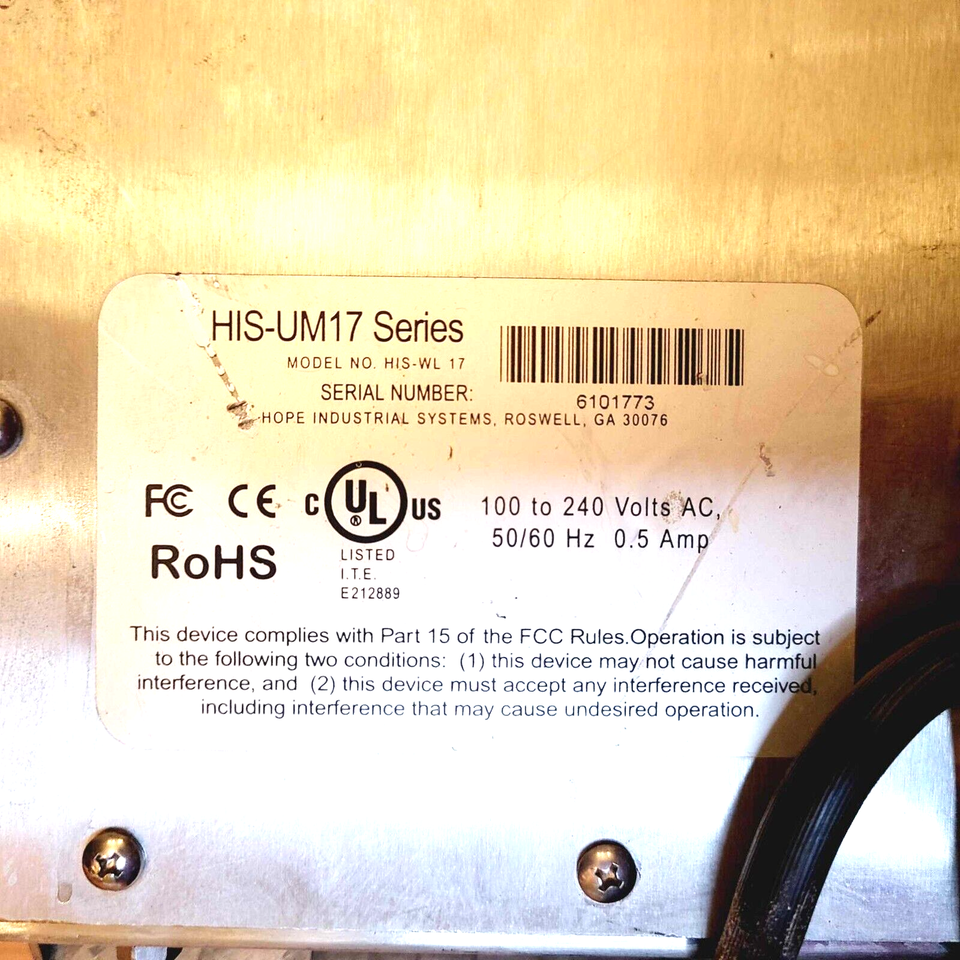 HIS-UM17 Series
MODEL NO. HIS-WL 17
SERIAL NUMBER:
6101773
HOPE INDUSTRIAL SYSTEMS, ROSWELL, GA 30076
FC CE C UL ® US
LISTED
I.T.E.
E212889
RoHS
100 to 240 Volts AC,
50/60 Hz 0.5 Amp
This device complies with Part 15 of the FCC Rules.Operation is subject
to the following two conditions: (1) this device may not cause harmful
interference, and (2) this device must accept any interference received,
including interference that may cause undesired operation.